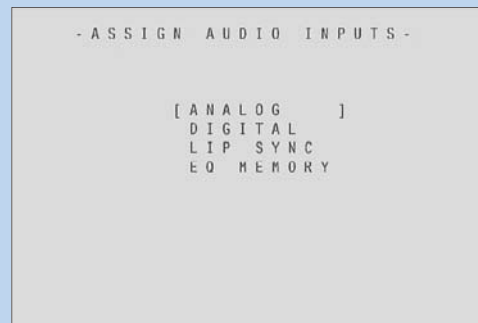 -ASSIGN AUDIO INPUTS-
[ANALOG ]
DIGITAL
LIP SYNC
EQ MEMORY